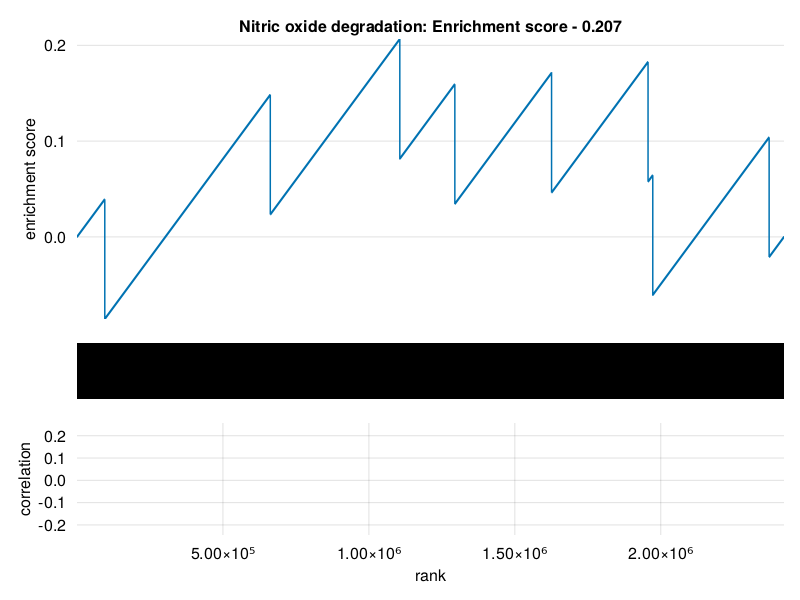 Nitric oxide degradation: Enrichment score - 0.207
0.2
0.1
0.0
enrichment score
0.2
0.1
0.0
-0.1
-0.2
correlation
5.00×10⁵ 1.00×10⁶ 1.50×10⁶ 2.00×10⁶
rank